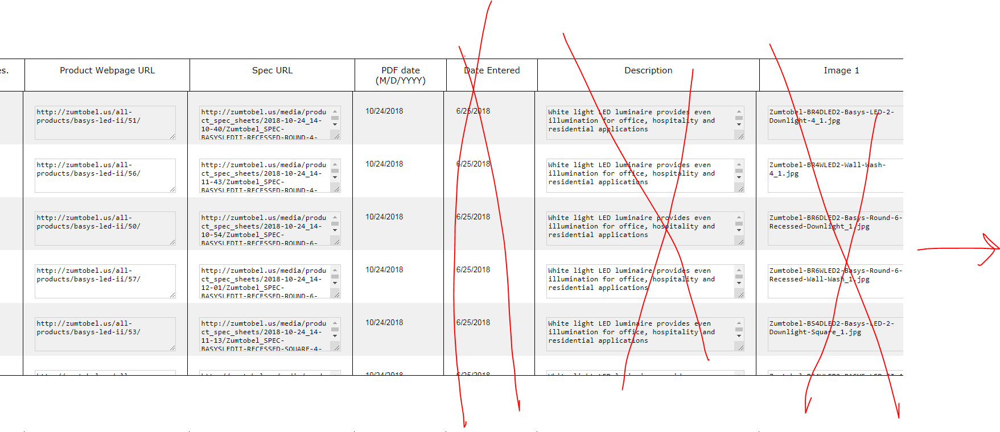 es.
Product Webpage URL
Spec URL
PDF date
(M/D/YYYY)
Date Entered
Description
Image 1
http://zumtobel.us/all-
products/basys-led-ii/51/
http://zumtobel.us/media/produ
ct_spec_sheets/2018-10-24_14-
10-40/Zumtobel_SPEC-
BASYSLEDII-RECESSED-ROUND-4-
10/24/2018
6/25/2018
White light LED luminaire provides even
illumination for office, hospitality and
residential applications
Zumtobel-BR4DLED2-Basys-LED-2-
Downlight-4_1.jpg
http://zumtobel.us/all-
products/basys-led-ii/56/
http://zumtobel.us/media/produ
ct_spec_sheets/2018-10-24_14-
11-43/Zumtobel_SPEC-
BASYSLEDII-RECESSED-ROUND-4-
10/24/2018
6/25/2018
White light LED luminaire provides even
illumination for office, hospitality and
residential applications
Zumtobel-BR4WLED2-Wall-Wash-
4_1.jpg
http://zumtobel.us/all-
products/basys-led-ii/50/
http://zumtobel.us/media/produ
ct_spec_sheets/2018-10-24_14-
10-54/Zumtobel_SPEC-
BASYSLEDII-RECESSED-ROUND-6-
10/24/2018
6/25/2018
White light LED luminaire provides even
illumination for office, hospitality and
residential applications
Zumtobel-BR6DLED2-Basys-Round-6-
Recessed-Downlight_1.jpg
http://zumtobel.us/all-
products/basys-led-ii/57/
http://zumtobel.us/media/produ
ct_spec_sheets/2018-10-24_14-
12-01/Zumtobel_SPEC-
BASYSLEDII-RECESSED-ROUND-6-
10/24/2018
6/25/2018
White light LED luminaire provides even
illumination for office, hospitality and
residential applications
Zumtobel-BR6WLED2-Basys-Round-6-
Recessed-Wall-Wash_1.jpg
http://zumtobel.us/all-
products/basys-led-ii/53/
http://zumtobel.us/media/produ
ct_spec_sheets/2018-10-24_14-
11-13/Zumtobel_SPEC-
BASYSLEDII-RECESSED-SQUARE-4-
10/24/2018
6/25/2018
White light LED luminaire provides even
illumination for office, hospitality and
residential applications
Zumtobel-BS4DLED2-Basys-LED-2-
Downlight-Square_1.jpg
10/24/2018
6/25/2018